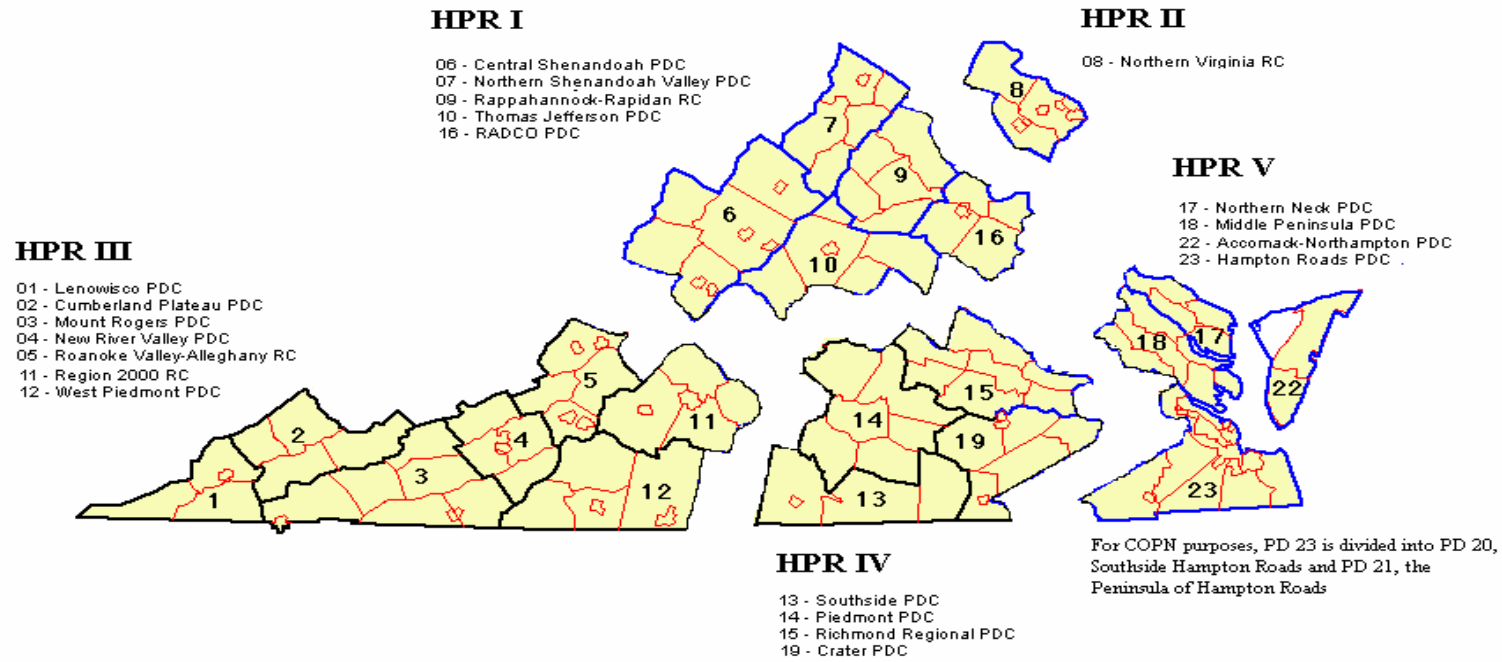 HPR I
06 - Central Shenandoah PDC
07 - Northern Shenandoah Valley PDC
09 - Rappahannock-Rapidan RC
10 - Thomas Jefferson PDC
16 - RADCO PDC
HPR II
08 - Northern Virginia RC
HPR V
17 - Northern Neck PDC
18 - Middle Peninsula PDC
22 - Accomack-Northampton PDC
23 - Hampton Roads PDC
HPR III
01 - Lenowisco PDC
02 - Cumberland Plateau PDC
03 - Mount Rogers PDC
04 - New River Valley PDC
05 - Roanoke Valley-Alleghany RC
11 - Region 2000 RC
12 - West Piedmont PDC
7
8
9
6
16
10
5
11
2
4
3
1
12
15
14
19
13
17
18
22
23
For COPN purposes, PD 23 is divided into PD 20,
Southside Hampton Roads and PD 21, the
Peninsula of Hampton Roads
HPR IV
13 - Southside PDC
14 - Piedmont PDC
15 - Richmond Regional PDC
19 - Crater PDC